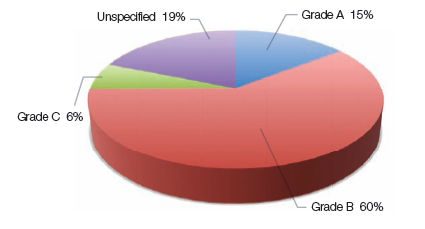 Unspecified 19%
Grade A 15%
Grade C 6%
Grade B 60%